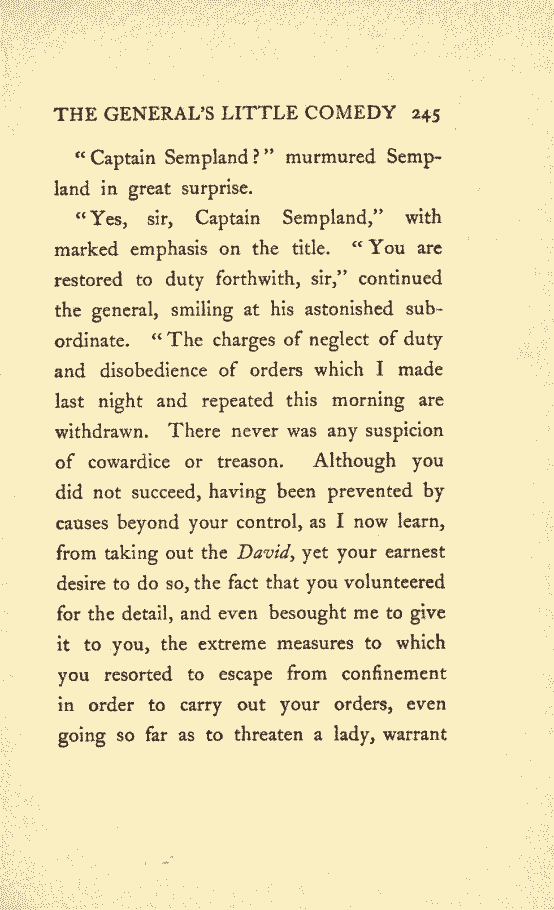 THE GENERAL'S LITTLE COMEDY 245
"Captain Sempland?" murmured Semp-
land in great surprise.
"Yes, sir, Captain Sempland," with
marked emphasis on the title. "You are
restored to duty forthwith, sir," continued
the general, smiling at his astonished sub-
ordinate. "The charges of neglect of duty
and disobedience of orders which I made
last night and repeated this morning are
withdrawn. There never was any suspicion
of cowardice or treason. Although you
did not succeed, having been prevented by
causes beyond your control, as I now learn,
from taking out the David, yet your earnest
desire to do so, the fact that you volunteered
for the detail, and even besought me to give
it to you, the extreme measures to which
you resorted to escape from confinement
in order to carry out your orders, even
going so far as to threaten a lady, warrant